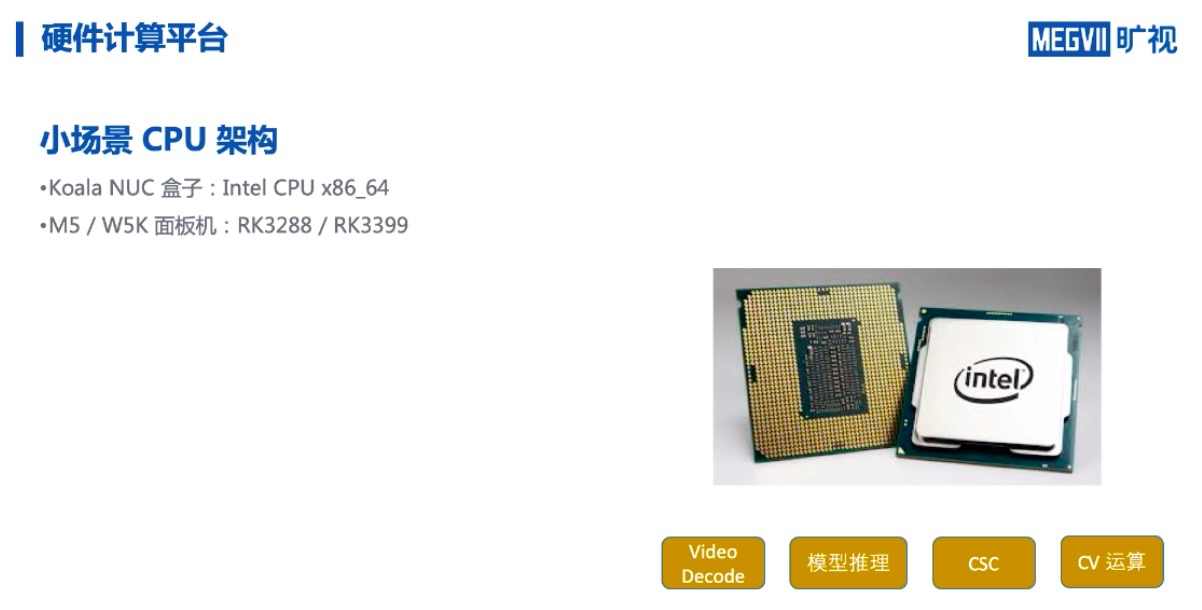 硬件计算平台
MEGVII 旷视
小场景 CPU 架构
•Koala NUC 盒子：Intel CPU x86_64
•M5 / W5K 面板机：RK3288 / RK3399
intel
Video
Decode
模型推理
CSC
CV 运算